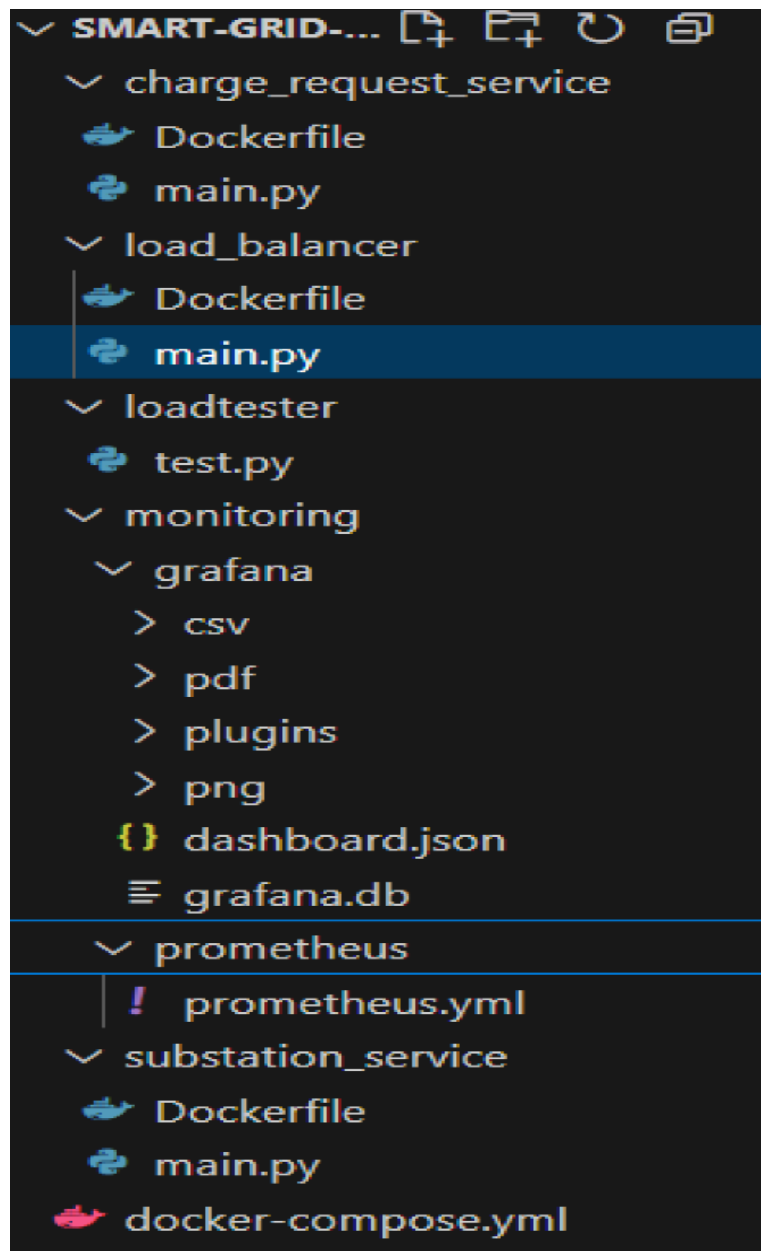 SMART-GRID-...
charge_request_service
Dockerfile
main.py
load_balancer
Dockerfile
main.py
loadtester
test.py
monitoring
grafana
csv
pdf
plugins
png
dashboard.json
grafana.db
prometheus
prometheus.yml
substation_service
Dockerfile
main.py
docker-compose.yml